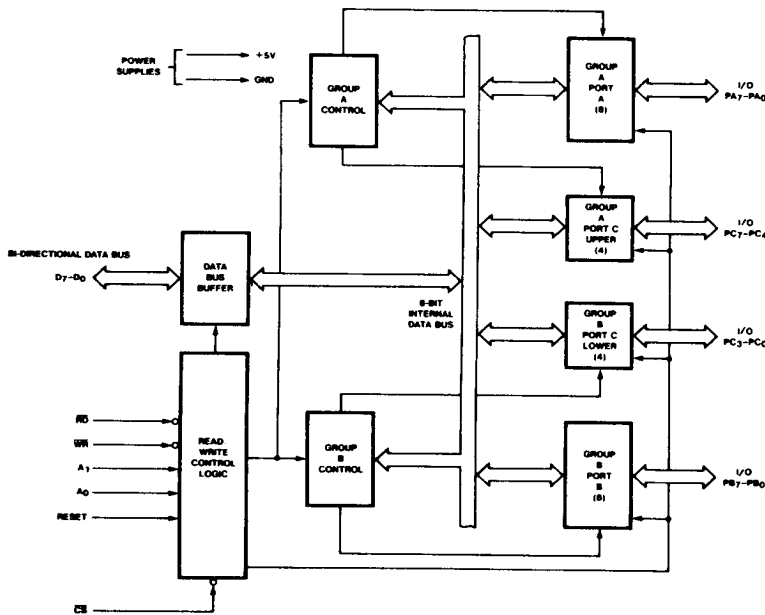 POWER
SUPPLIES
+5V
GND
GROUP
A
CONTROL
GROUP
A
PORT
A
(8)
I/O
PA7-PA0
GROUP
A
PORT C
UPPER
(4)
I/O
PC7-PC4
BI-DIRECTIONAL DATA BUS
D7-D0
DATA
BUS
BUFFER
8-BIT
INTERNAL
DATA BUS
GROUP
B
PORT C
LOWER
(4)
I/O
PC3-PC0
RD
WR
A1
A0
RESET
CS
READ
WRITE
CONTROL
LOGIC
GROUP
B
CONTROL
GROUP
B
PORT
B
(8)
I/O
PB7-PB0